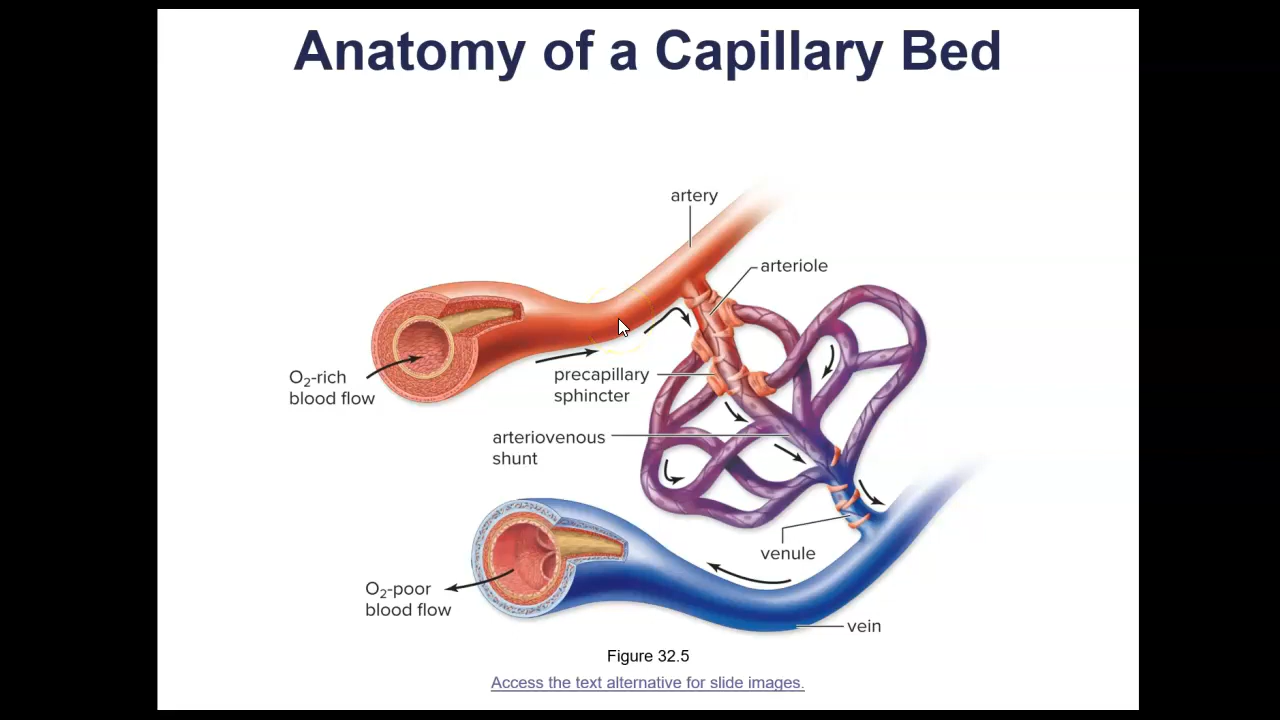 Anatomy of a Capillary Bed
artery
arteriole
O₂-rich
blood flow
precapillary
sphincter
arteriovenous
shunt
venule
O₂-poor
blood flow
vein
Figure 32.5
Access the text alternative for slide images.